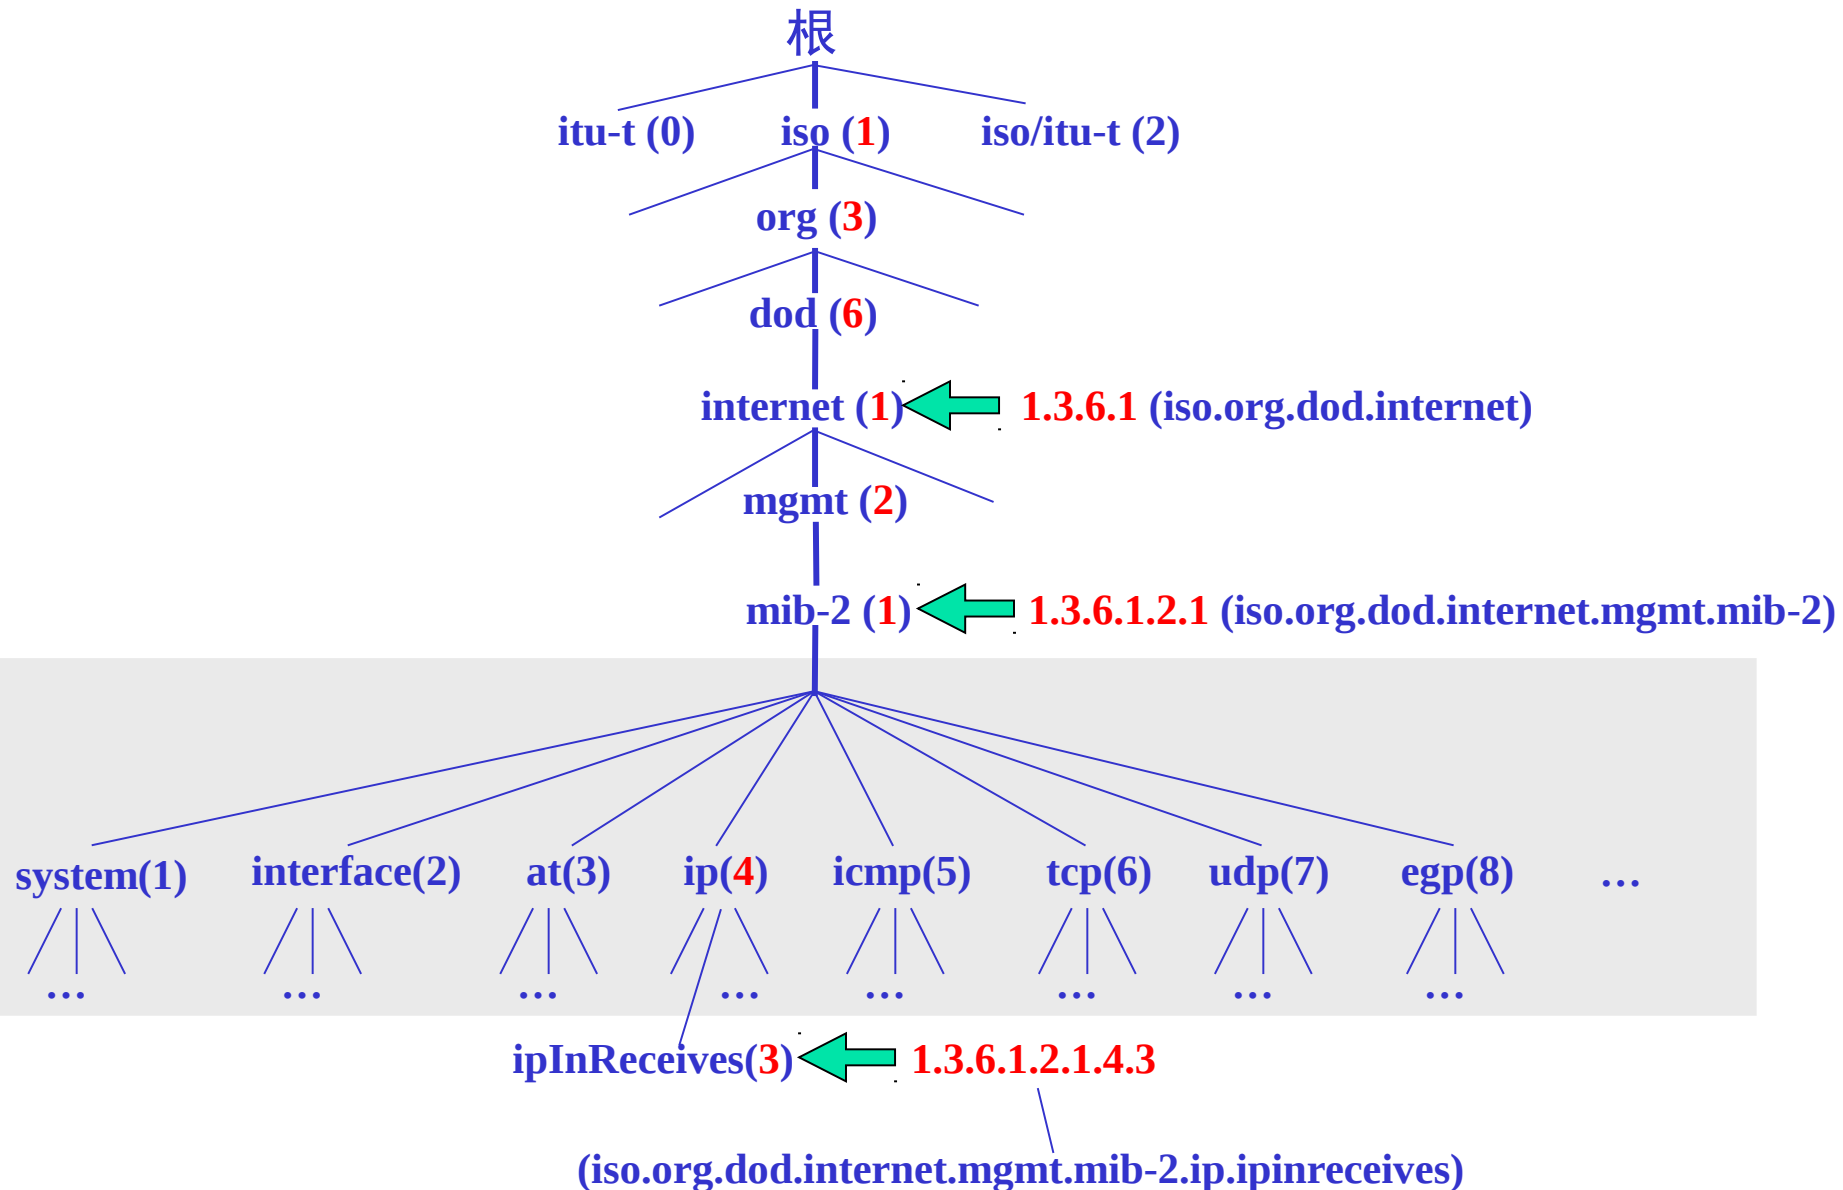 根
itu-t (0) iso (1) iso/itu-t (2)
org (3)
dod (6)
internet (1) 1.3.6.1 (iso.org.dod.internet)
mgmt (2)
mib-2 (1) 1.3.6.1.2.1 (iso.org.dod.internet.mgmt.mib-2)
system(1) interface(2) at(3) ip(4) icmp(5) tcp(6) udp(7) egp(8) …
… … … … … … … …
ipInReceives(3) 1.3.6.1.2.1.4.3
(iso.org.dod.internet.mgmt.mib-2.ip.ipinreceives)